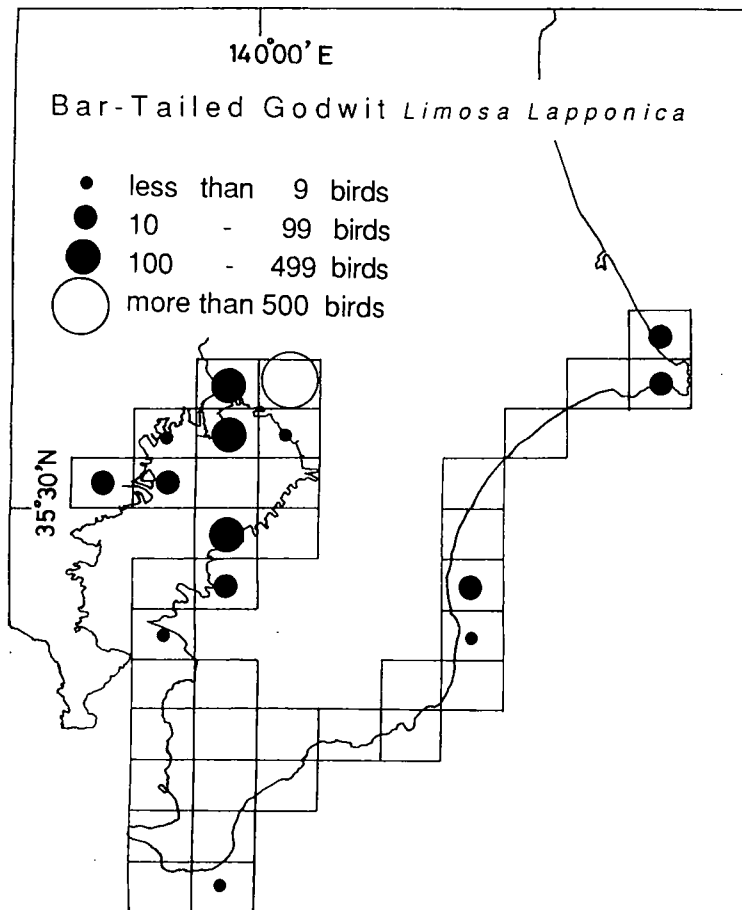 140°00' E
Bar-Tailed Godwit Limosa Lapponica
less than 9 birds
10 - 99 birds
100 - 499 birds
more than 500 birds
35°30'N